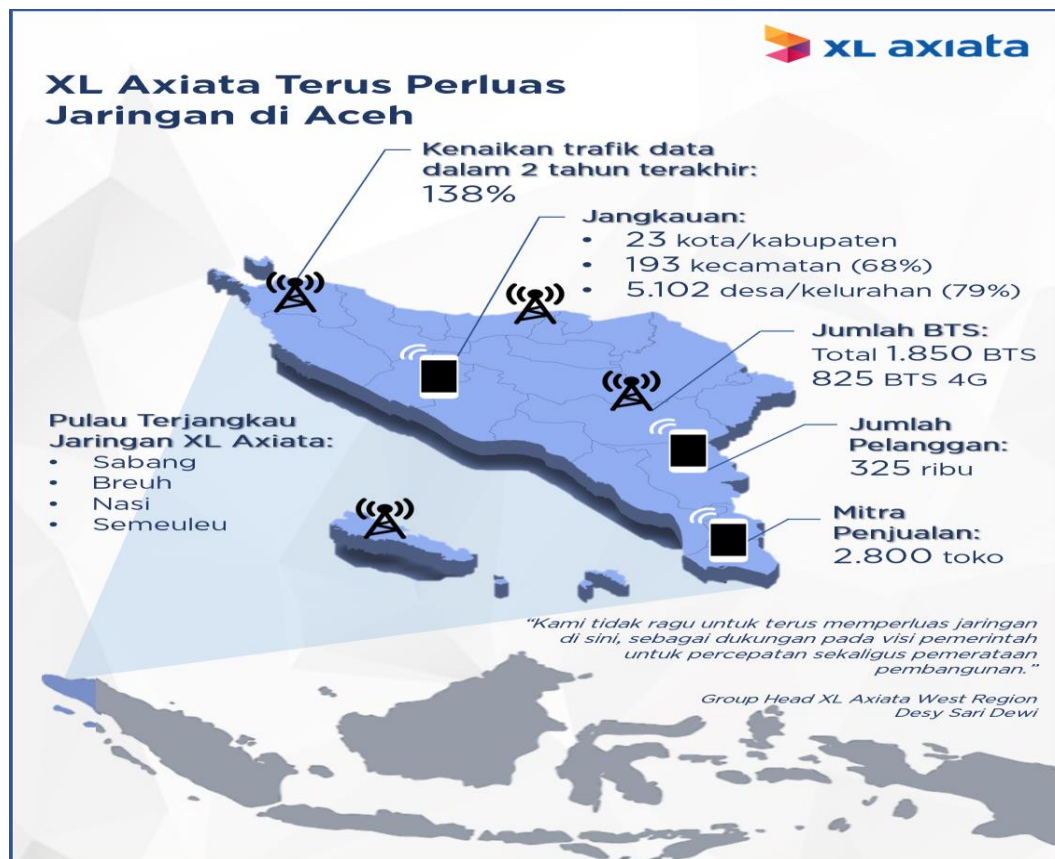 XL axiata
XL Axiata Terus Perluas
Jaringan di Aceh
Kenaikan trafik data
dalam 2 tahun terakhir:
138%
Jangkauan:
• 23 kota/kabupaten
• 193 kecamatan (68%)
• 5.102 desa/kelurahan (79%)
Jumlah BTS:
Total 1.850 BTS
825 BTS 4G
Pulau Terjangkau
Jaringan XL Axiata:
• Sabang
• Breuh
• Nasi
• Semeuleu
Jumlah
Pelanggan:
325 ribu
Mitra
Penjualan:
2.800 toko
"Kami tidak ragu untuk terus memperluas jaringan
di sini, sebagai dukungan pada visi pemerintah
untuk percepatan sekaligus pemerataan
pembangunan."
Group Head XL Axiata West Region
Desy Sari Dewi